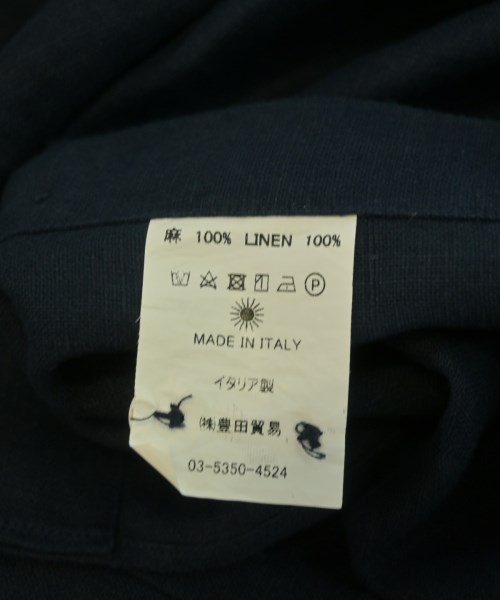 麻 100% LINEN 100%
P
MADE IN ITALY
イタリア製
㈱豊田貿易
03-5350-4524